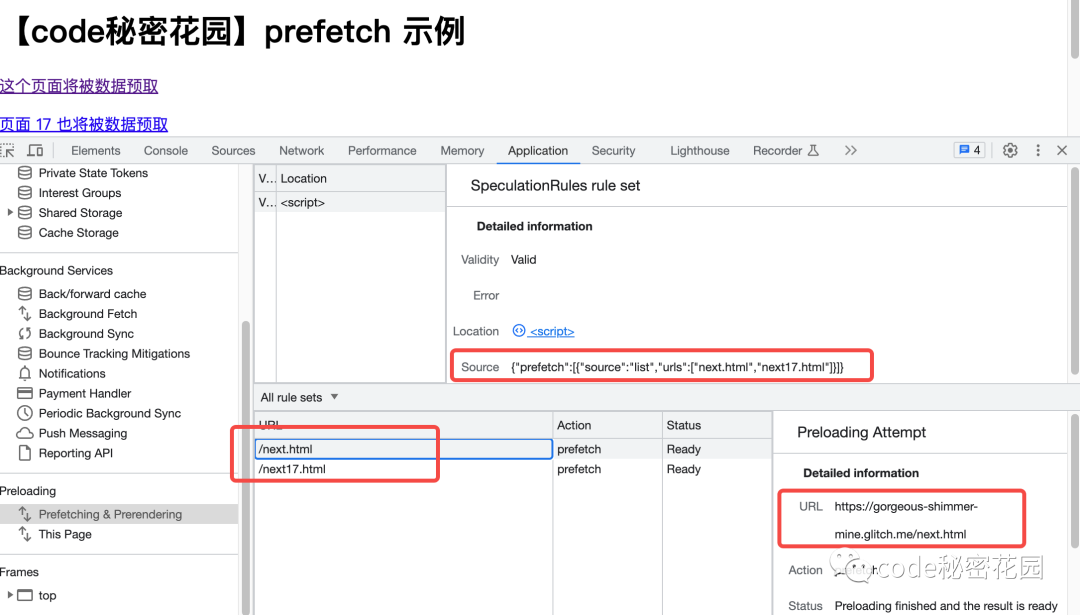 【code秘密花园】prefetch 示例
这个页面将被数据预取
页面 17 也将被数据预取
Elements Console Sources Network Performance Memory Application Security Lighthouse Recorder 4
Private State Tokens
Interest Groups
Shared Storage
Cache Storage
Background Services
Back/forward cache
Background Fetch
Background Sync
Bounce Tracking Mitigations
Notifications
Payment Handler
Periodic Background Sync
Push Messaging
Reporting API
Preloading
Prefetching & Prerendering
This Page
Frames
top
V... Location
V... <script>
SpeculationRules rule set
Detailed information
Validity Valid
Error
Location <script>
Source {"prefetch":[{"source":"list","urls":["next.html","next17.html"]}]}
All rule sets
URL Action Status
/next.html prefetch Ready
/next17.html prefetch Ready
Preloading Attempt
Detailed information
URL https://gorgeous-shimmer-
mine.glitch.me/next.html
Action prefetch
code秘密花园
Status Preloading finished and the result is ready